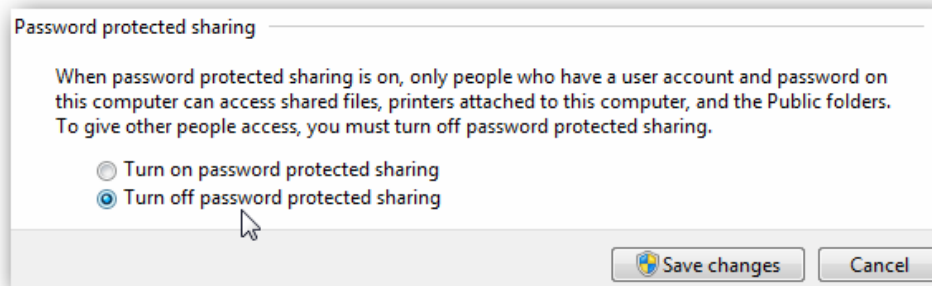 Password protected sharing
When password protected sharing is on, only people who have a user account and password on
this computer can access shared files, printers attached to this computer, and the Public folders.
To give other people access, you must turn off password protected sharing.
Turn on password protected sharing
Turn off password protected sharing
Save changes Cancel